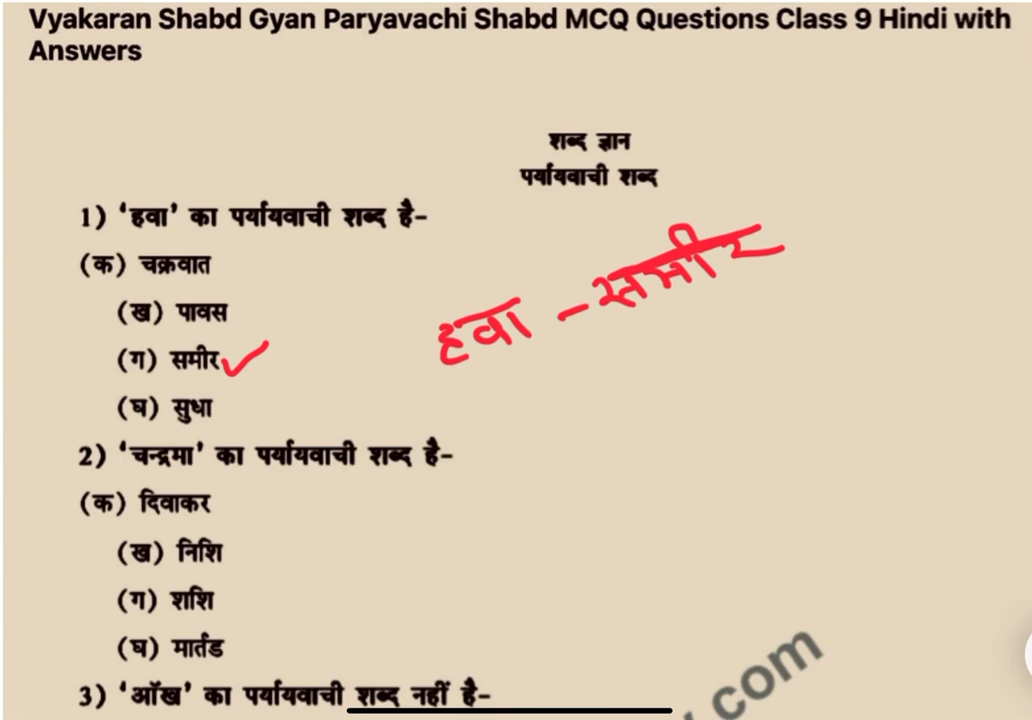 Vyakaran Shabd Gyan Paryavachi Shabd MCQ Questions Class 9 Hindi with
Answers
शब्द ज्ञान
पर्यायवाची शब्द
1) 'हवा' का पर्यायवाची शब्द है-
(क) चक्रवात
(ख) पावस
(ग) समीर
(घ) सुधा
हवा - समीर
2) 'चन्द्रमा' का पर्यायवाची शब्द है-
(क) दिवाकर
(ख) निशि
(ग) शशि
(घ) मार्तंड
3) 'आँख' का पर्यायवाची शब्द नहीं है-
.com